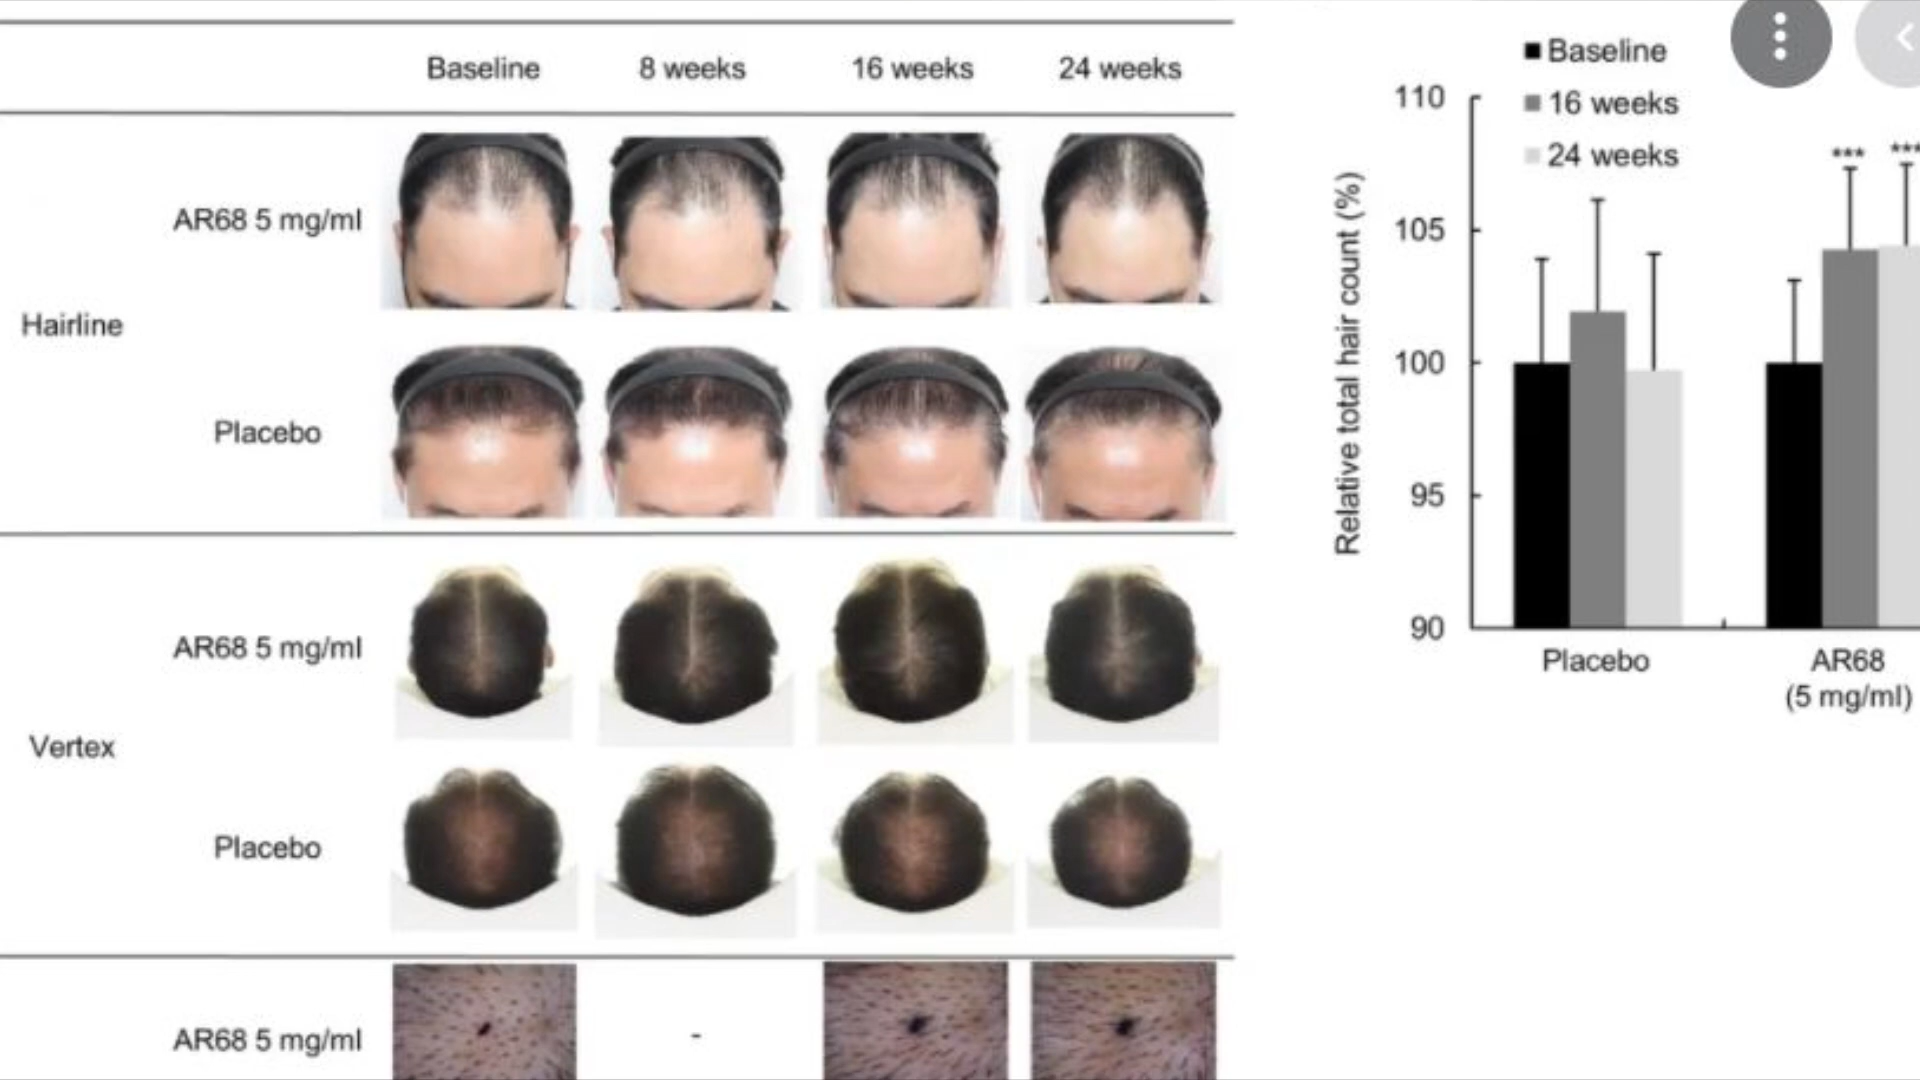 Baseline 8 weeks 16 weeks 24 weeks
AR68 5 mg/ml
Hairline
Placebo
AR68 5 mg/ml
Vertex
Placebo
AR68 5 mg/ml
-
Baseline
16 weeks
24 weeks
Relative total hair count (%)
110
105
100
95
90
*** ***
Placebo
AR68
(5 mg/ml)